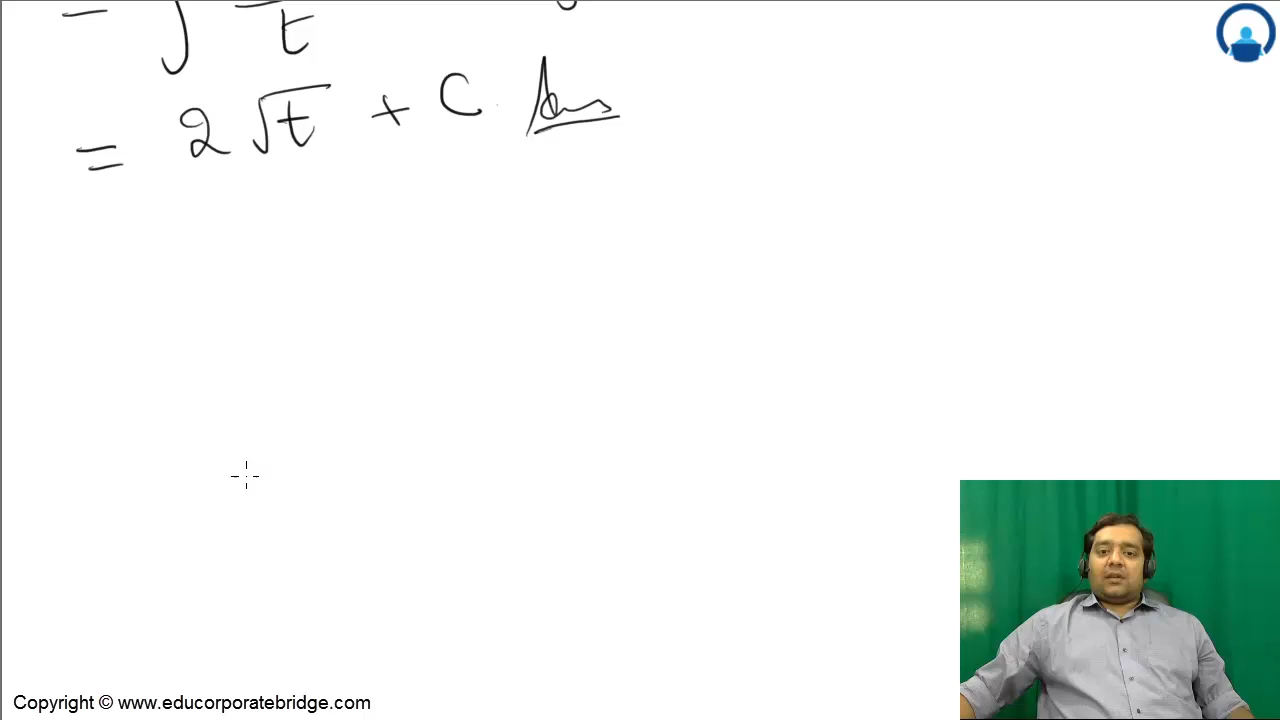 = ∫ t
= 2 √t + C Ans
Copyright © www.educorporatebridge.com